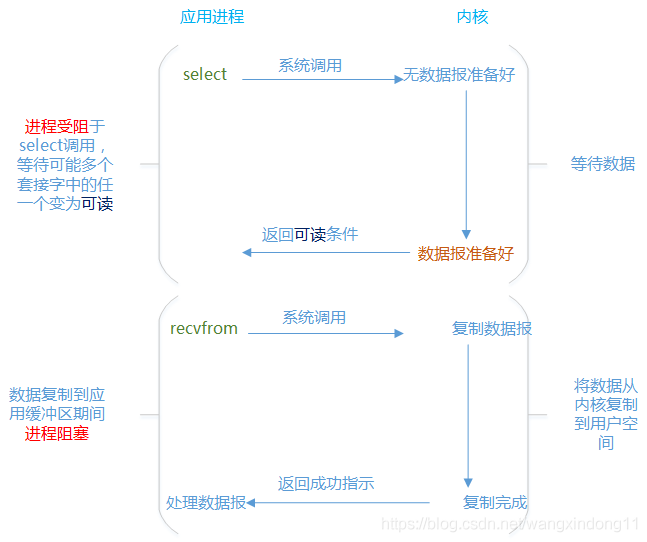 应用进程
内核
select
系统调用
无数据报准备好
进程受阻于
select调用，
等待可能多个
套接字中的任
一个变为可读
等待数据
返回可读条件
数据报准备好
recvfrom
系统调用
复制数据报
数据复制到应
用缓冲区期间
进程阻塞
将数据从
内核复制
到用户空
间
返回成功指示
处理数据报
复制完成
https://blog.csdn.net/wangxindong11